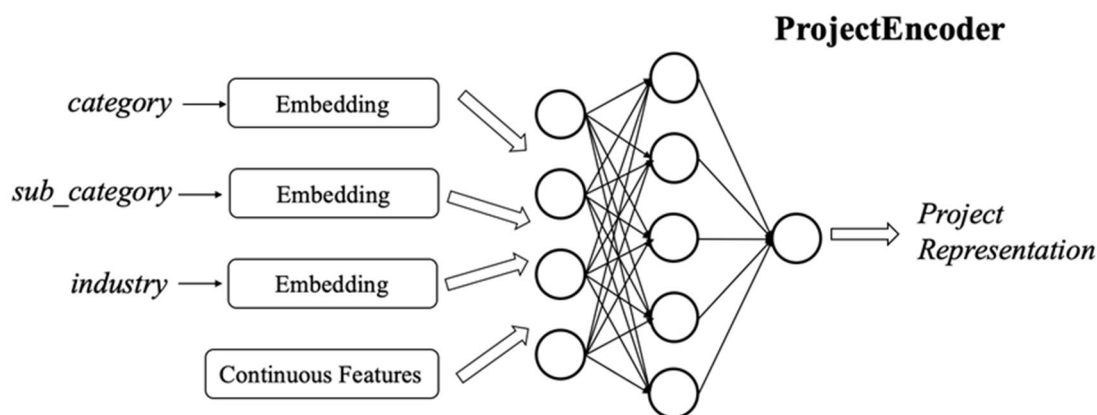 ProjectEncoder
category
Embedding
sub_category
Embedding
industry
Embedding
Continuous Features
Project
Representation